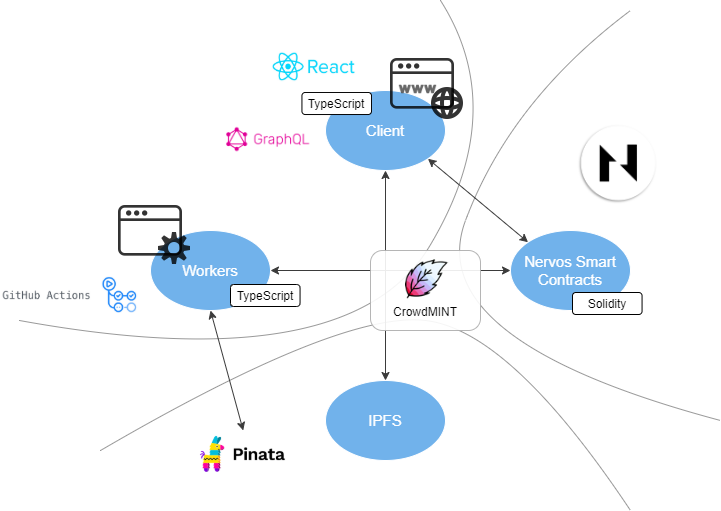 React
WWW
TypeScript
Client
GraphQL
Nervos Smart
Contracts
Solidity
Workers
TypeScript
GitHub Actions
CrowdMINT
IPFS
Pinata